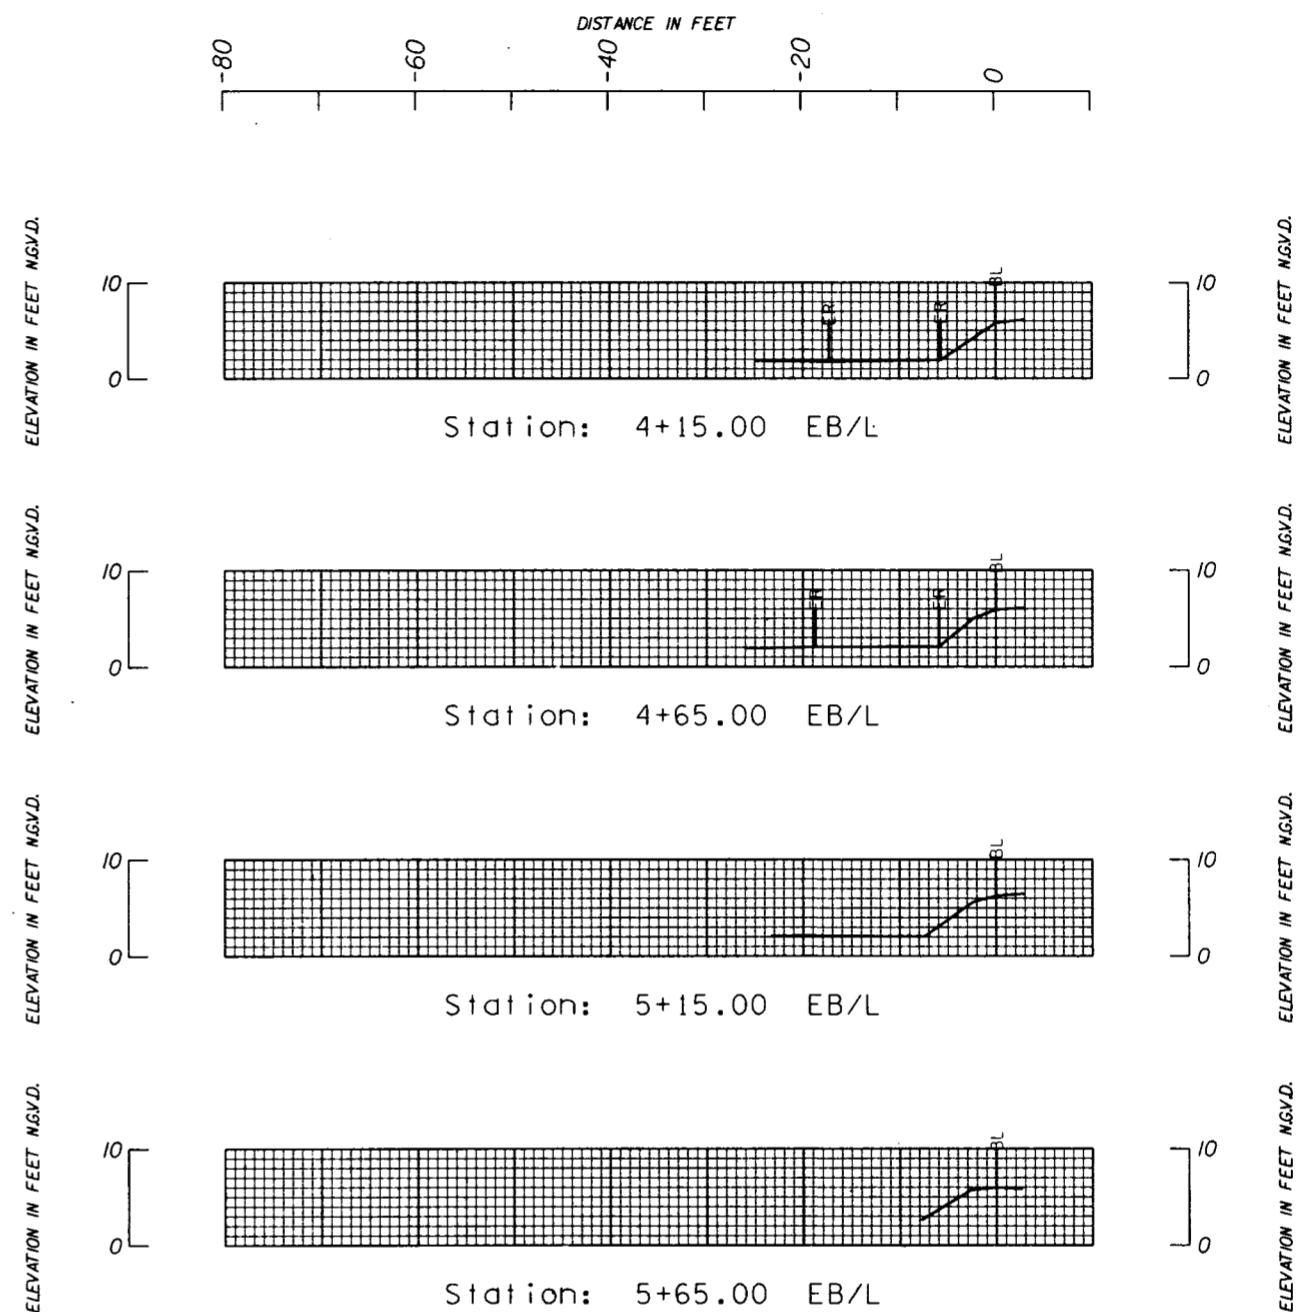 DISTANCE IN FEET
-80 -60 -40 -20 0
ELEVATION IN FEET N.G.V.D.
10
0
ER ER BL
10
0
ELEVATION IN FEET N.G.V.D.
Station: 4+15.00 EB/L
ELEVATION IN FEET N.G.V.D.
10
0
ER ER BL
10
0
ELEVATION IN FEET N.G.V.D.
Station: 4+65.00 EB/L
ELEVATION IN FEET N.G.V.D.
10
0
BL
10
0
ELEVATION IN FEET N.G.V.D.
Station: 5+15.00 EB/L
ELEVATION IN FEET N.G.V.D.
10
0
BL
10
0
ELEVATION IN FEET N.G.V.D.
Station: 5+65.00 EB/L